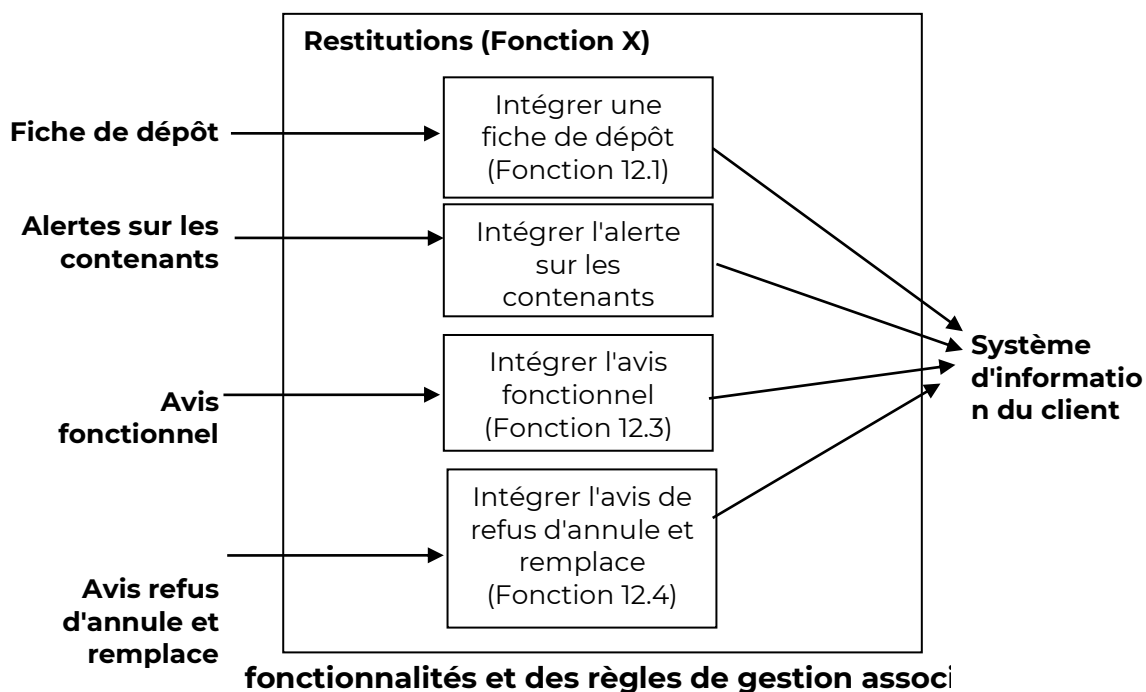 Restitutions (Fonction X)
Fiche de dépôt
Intégrer une
fiche de dépôt
(Fonction 12.1)
Alertes sur les
contenants
Intégrer l'alerte
sur les
contenants
Avis
fonctionnel
Intégrer l'avis
fonctionnel
(Fonction 12.3)
Avis refus
d'annule et
remplace
Intégrer l'avis de
refus d'annule et
remplace
(Fonction 12.4)
Système
d'informatio
n du client
fonctionnalités et des règles de gestion associ